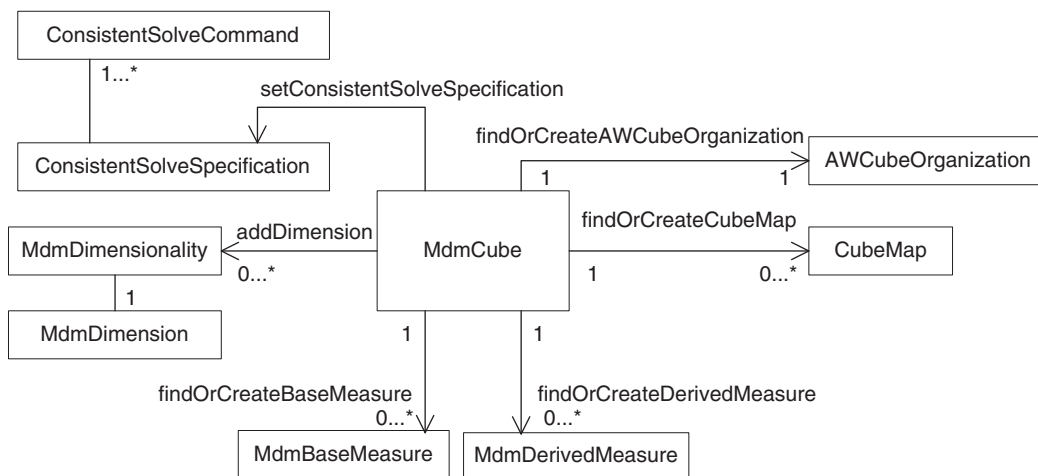 ConsistentSolveCommand
1...*
setConsistentSolveSpecification
findOrCreateAWCubeOrganization
ConsistentSolveSpecification
AWCubeOrganization
1
1
findOrCreateCubeMap
addDimension
MdmDimensionality
MdmCube
CubeMap
0...*
1
0...*
1
MdmDimension
1
1
findOrCreateBaseMeasure
findOrCreateDerivedMeasure
0...*
0...*
MdmBaseMeasure
MdmDerivedMeasure